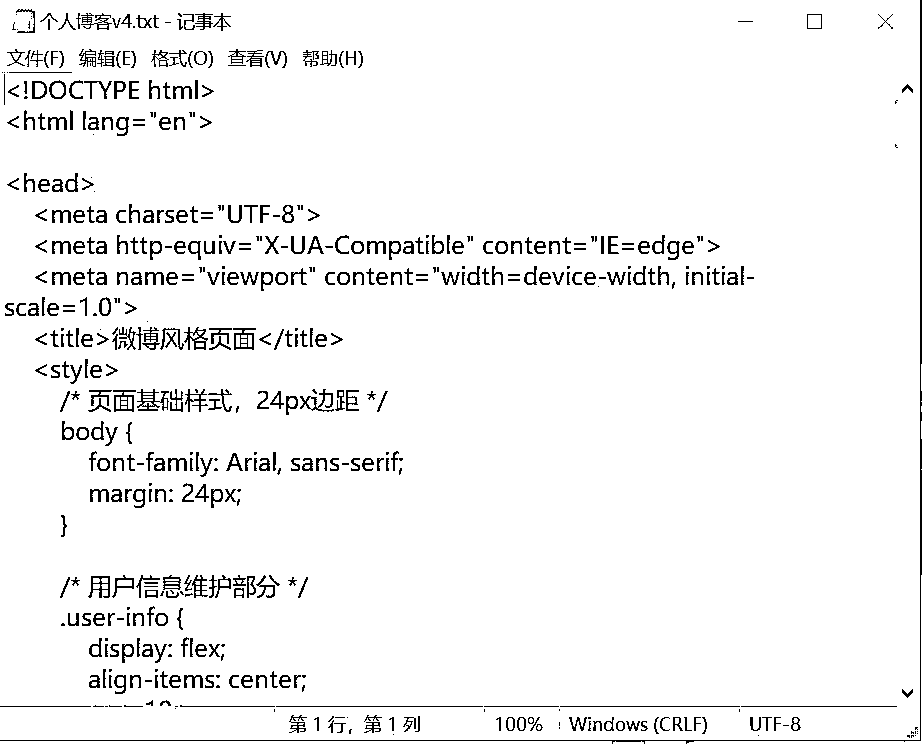 个人博客v4.txt - 记事本
文件(F) 编辑(E) 格式(O) 查看(V) 帮助(H)
<!DOCTYPE html>
<html lang="en">
<head>
<meta charset="UTF-8">
<meta http-equiv="X-UA-Compatible" content="IE=edge">
<meta name="viewport" content="width=device-width, initial-
scale=1.0">
<title>微博风格页面</title>
<style>
/* 页面基础样式，24px边距 */
body {
font-family: Arial, sans-serif;
margin: 24px;
}
/* 用户信息维护部分 */
.user-info {
display: flex;
align-items: center;
第 1 行，第 1 列 100% Windows (CRLF) UTF-8